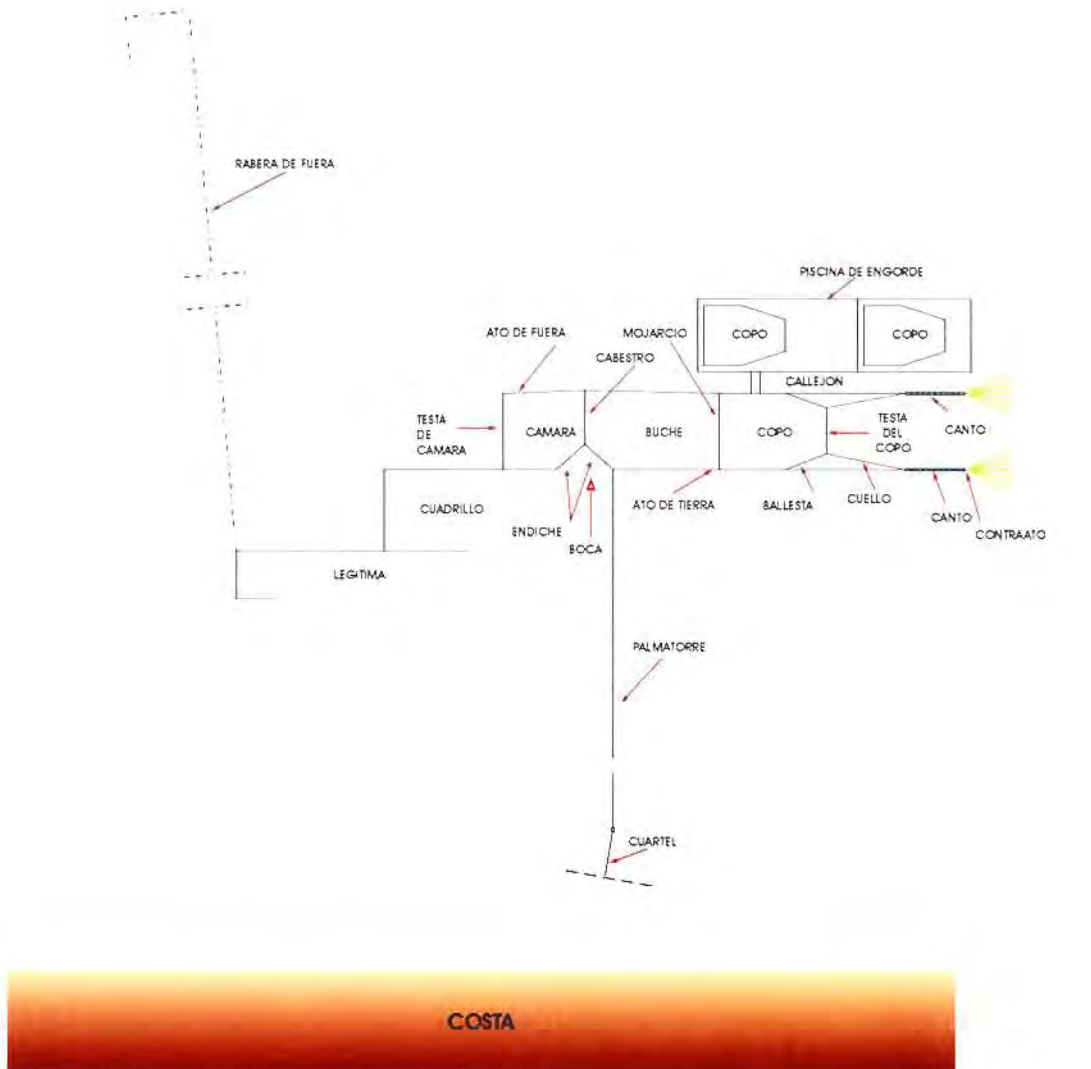 RABERA DE FUERA
PISCINA DE ENGORDE
ATO DE FUERA
MOJARCIO
COPO
COPO
CABESTRO
CALLEJON
TESTA
DE
CAMARA
CAMARA
BUCHE
COPO
TESTA
DEL
COPO
CANTO
CUADRILLO
ENDICHE
BOCA
ATO DE TIERRA
BALLESTA
CUELLO
CANTO
CONTRAATO
LEGITIMA
PALMATORRE
CUARTEL
COSTA